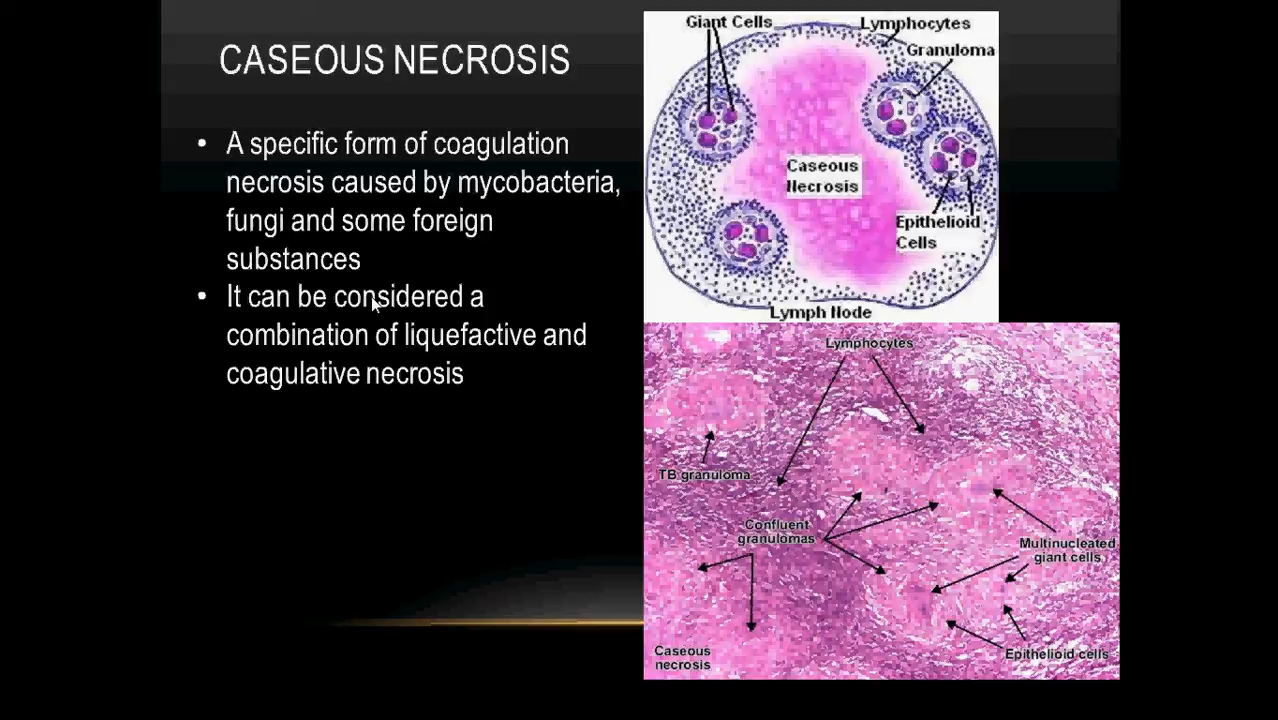 CASEOUS NECROSIS
• A specific form of coagulation
necrosis caused by mycobacteria,
fungi and some foreign
substances
• It can be considered a
combination of liquefactive and
coagulative necrosis
Giant Cells
Lymphocytes
Granuloma
Caseous
Necrosis
Epithelioid
Cells
Lymph Node
Lymphocytes
TB granuloma
Confluent
granulomas
Multinucleated
giant cells
Caseous
necrosis
Epithelioid cells